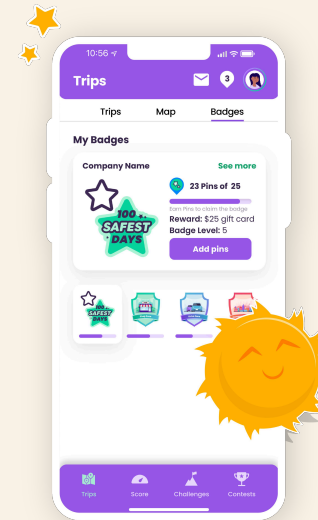 10:56
Trips
3
Trips Map Badges
My Badges
Company Name See more
23 Pins of 25
Earn Pins to claim the badge
Reward: $25 gift card
Badge Level: 5
Add pins
100
SAFEST
DAYS
100
SAFEST
DAYS
Trips Score Challenges Contests